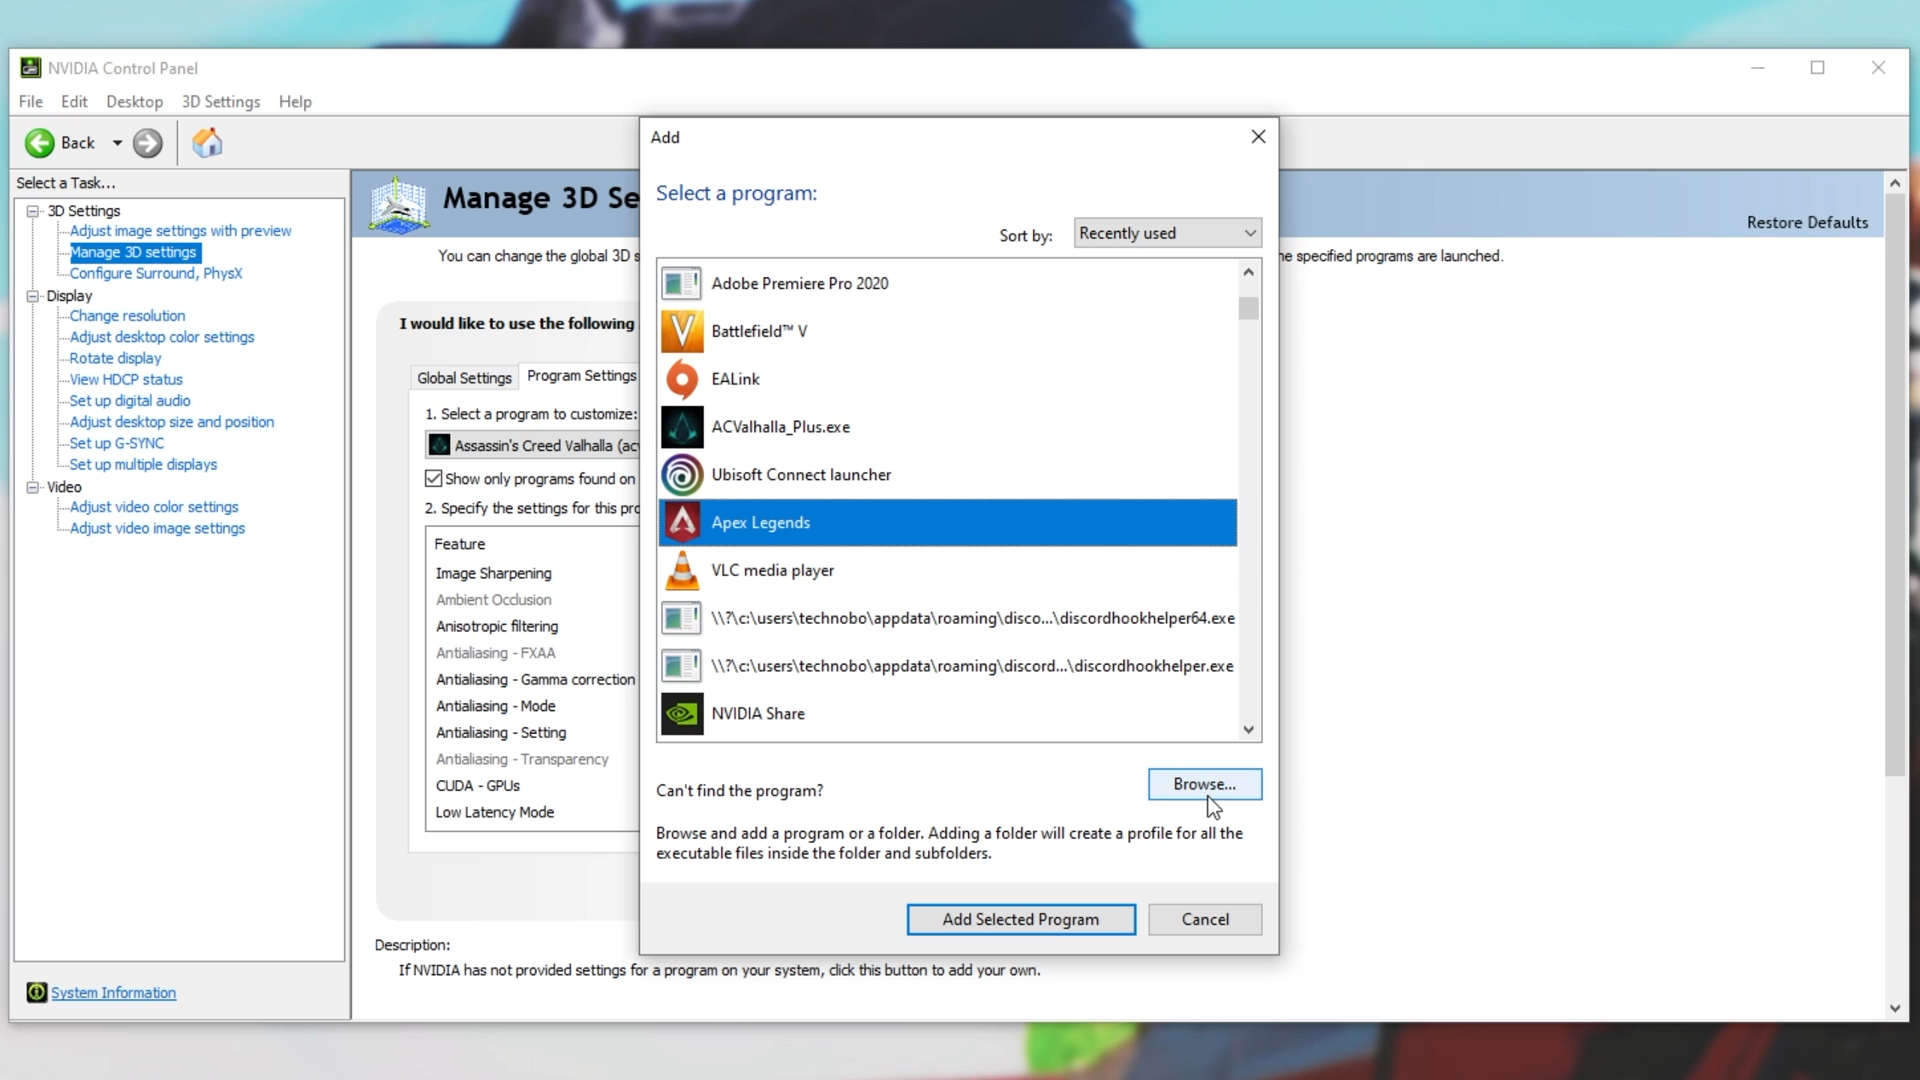 NVIDIA Control Panel
File Edit Desktop 3D Settings Help
Back
Select a Task...
3D Settings
Adjust image settings with preview
Manage 3D settings
Configure Surround, PhysX
Display
Change resolution
Adjust desktop color settings
Rotate display
View HDCP status
Set up digital audio
Adjust desktop size and position
Set up G-SYNC
Set up multiple displays
Video
Adjust video color settings
Adjust video image settings
System Information
Manage 3D Se
Restore Defaults
You can change the global 3D s
he specified programs are launched.
I would like to use the following
Global Settings Program Settings
1. Select a program to customize:
Assassin's Creed Valhalla (ac
Show only programs found on
2. Specify the settings for this pro
Feature
Image Sharpening
Ambient Occlusion
Anisotropic filtering
Antialiasing - FXAA
Antialiasing - Gamma correction
Antialiasing - Mode
Antialiasing - Setting
Antialiasing - Transparency
CUDA - GPUs
Low Latency Mode
Description:
If NVIDIA has not provided settings for a program on your system, click this button to add your own.
Add
Select a program:
Sort by: Recently used
Adobe Premiere Pro 2020
Battlefield™ V
EALink
ACValhalla_Plus.exe
Ubisoft Connect launcher
Apex Legends
VLC media player
\\?\c:\users\technobo\appdata\roaming\disco...\discordhookhelper64.exe
\\?\c:\users\technobo\appdata\roaming\discord...\discordhookhelper.exe
NVIDIA Share
Can't find the program?
Browse...
Browse and add a program or a folder. Adding a folder will create a profile for all the
executable files inside the folder and subfolders.
Add Selected Program
Cancel